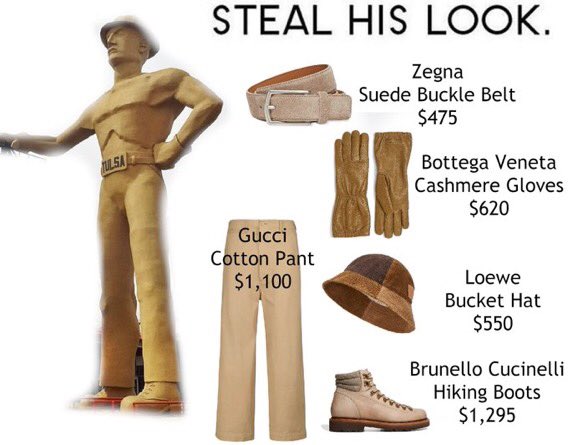 STEAL HIS LOOK.
Zegna
Suede Buckle Belt
$475
TULSA
Bottega Veneta
Cashmere Gloves
$620
Gucci
Cotton Pant
$1,100
Loewe
Bucket Hat
$550
Brunello Cucinelli
Hiking Boots
$1,295